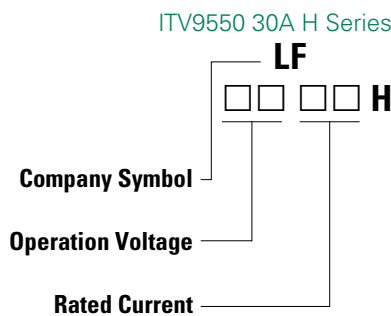 ITV9550 30A H Series
LF
□□ □□ H
Company Symbol
Operation Voltage
Rated Current